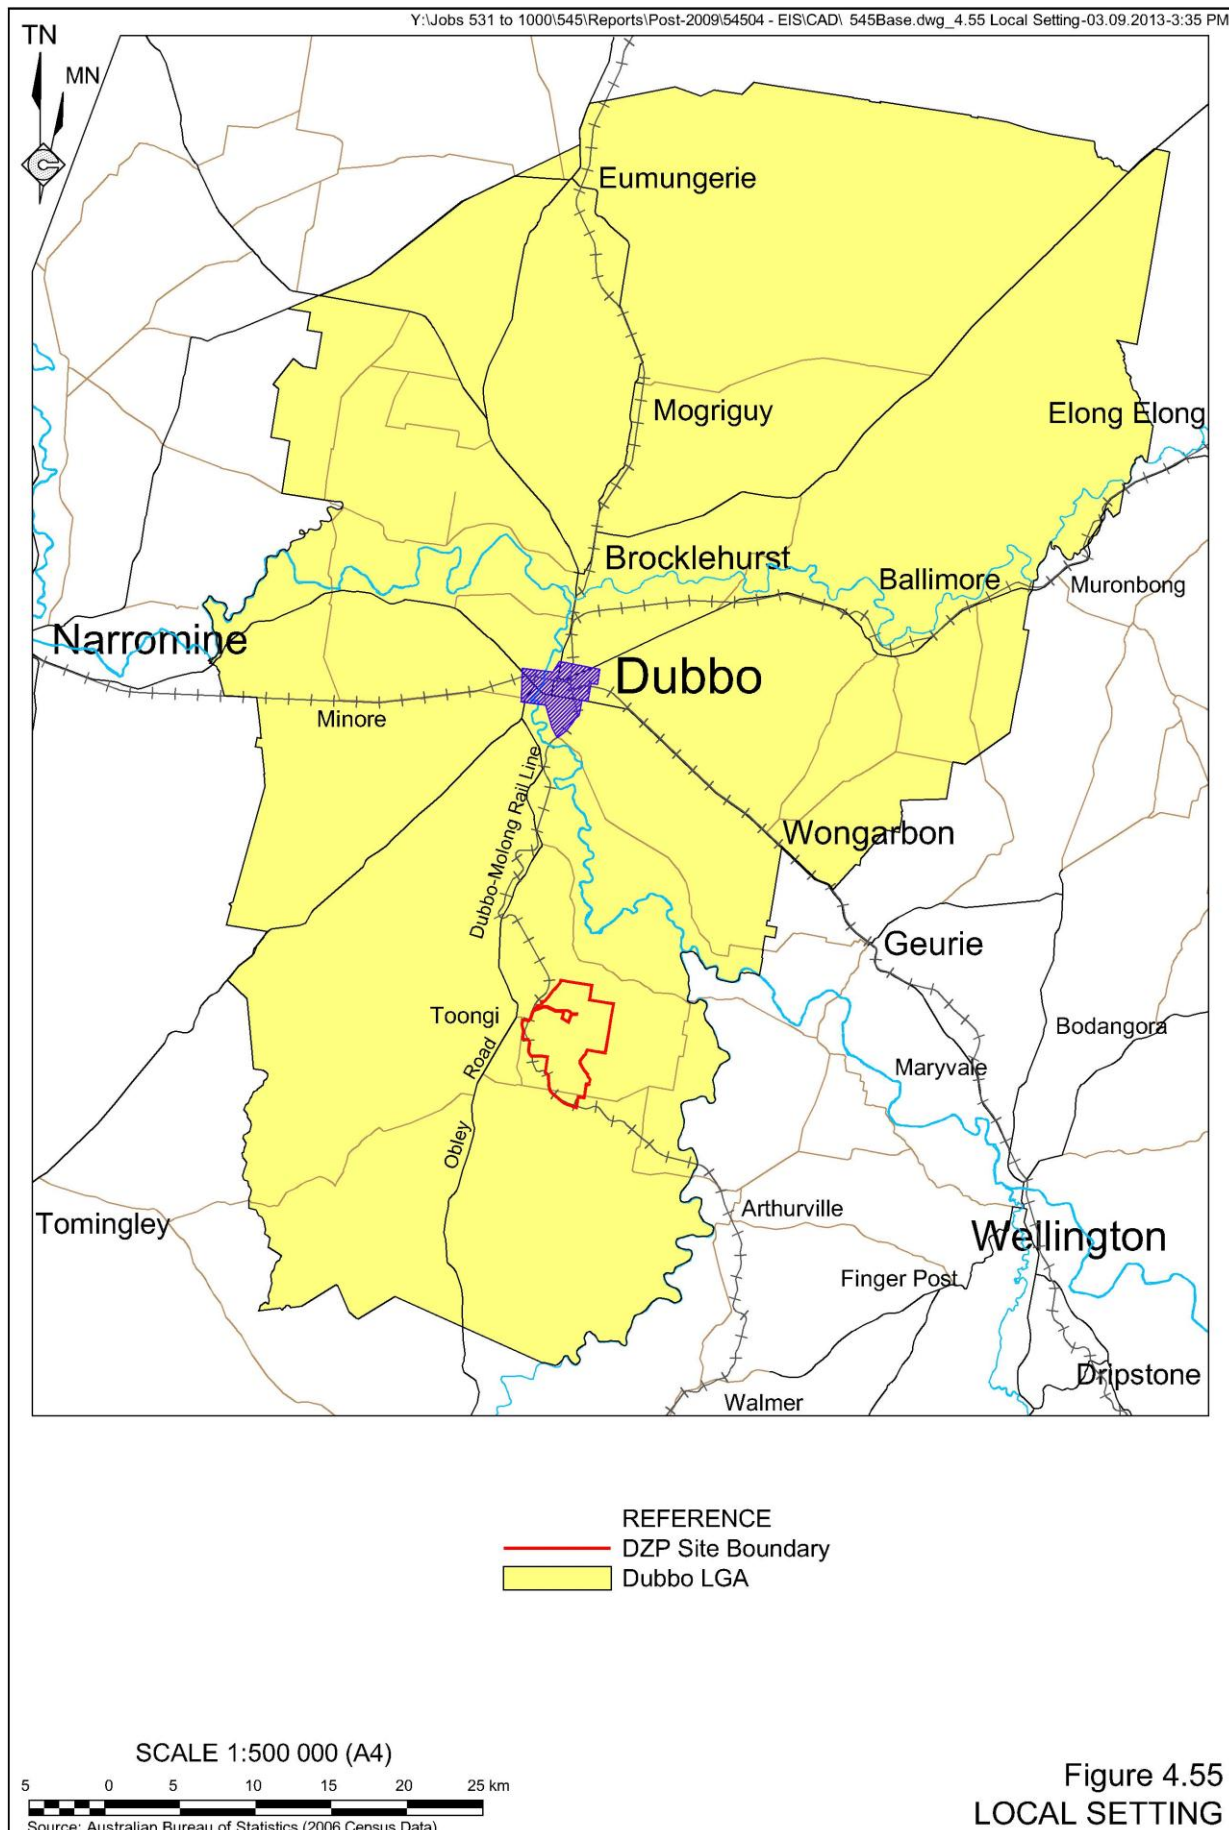 Y:\Jobs 531 to 1000\545\Reports\Post-2009\54504 - EIS\CAD\ 545Base.dwg_4.55 Local Setting-03.09.2013-3:35 PM
TN
MN
Eumungerie
Mogriguy
Elong Elong
Brocklehurst
Ballimore
Muronbong
Narromine
Dubbo
Minore
Dubbo-Molong Rail Line
Wongarbon
Geurie
Toongi
Bodangora
Maryvale
Obley Road
Arthurville
Tomingley
Wellington
Finger Post
Dripstone
Walmer
REFERENCE
DZP Site Boundary
Dubbo LGA
SCALE 1:500 000 (A4)
5 0 5 10 15 20 25 km
Source: Australian Bureau of Statistics (2006 Census Data)
Figure 4.55
LOCAL SETTING